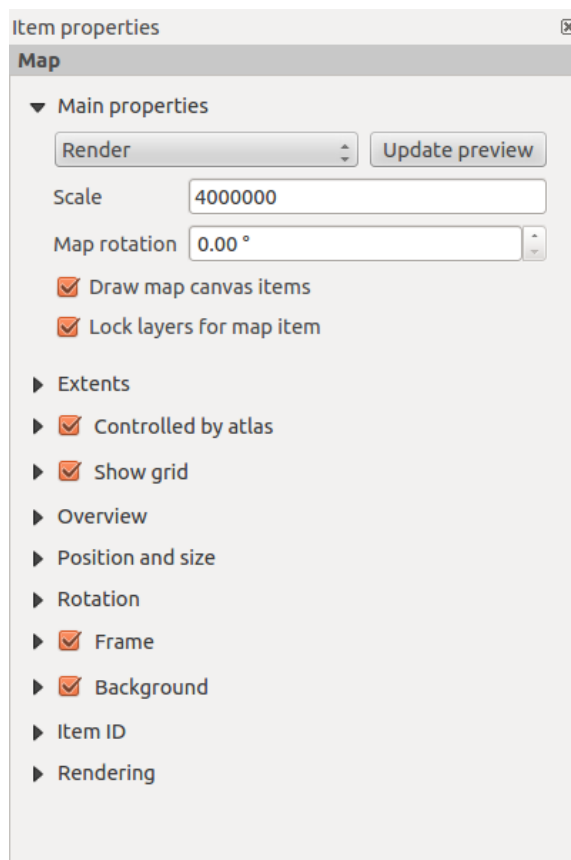 Item properties
Map
Main properties
Render Update preview
Scale 4000000
Map rotation 0.00 °
Draw map canvas items
Lock layers for map item
Extents
Controlled by atlas
Show grid
Overview
Position and size
Rotation
Frame
Background
Item ID
Rendering